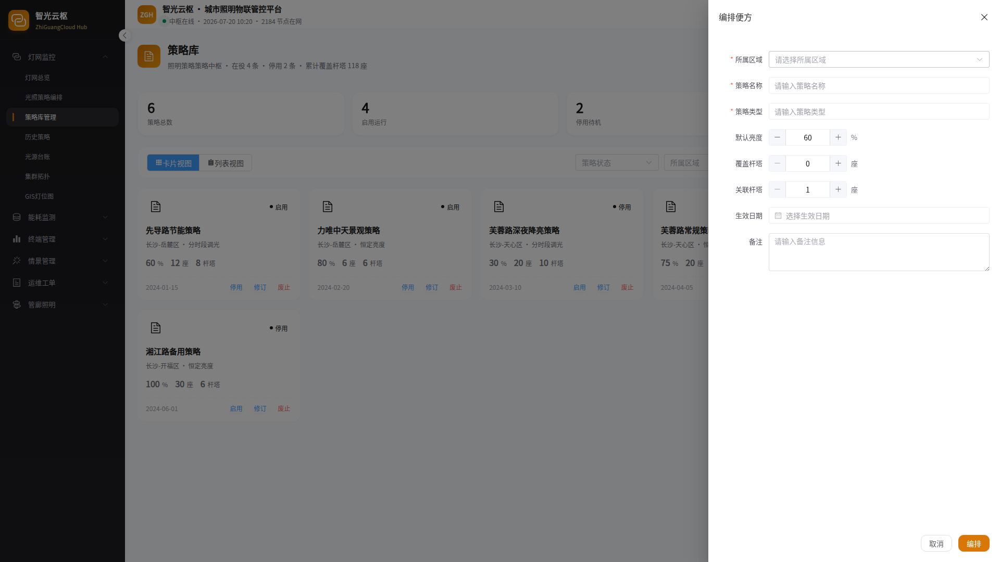 智光云枢
ZhiGuangCloud Hub
灯网监控
灯网总览
光照策略编排
策略库管理
历史策略
光源台账
集群拓扑
GIS灯位图
能耗监测
终端管理
情景管理
运维工单
管廊照明
ZGH
智光云枢 · 城市照明物联管控平台
中枢在线 · 2026-07-20 10:20 · 2184 节点在网
策略库
照明策略策略中枢 · 在役 4 条 · 停用 2 条 · 累计覆盖杆塔 118 座
6
策略总数
4
启用运行
2
停用待机
卡片视图
列表视图
策略状态
所属区域
启用
先导路节能策略
长沙-岳麓区 · 分时段调光
60 % 12 座 8 杆塔
2024-01-15 停用 修订 废止
启用
力唯中天景观策略
长沙-岳麓区 · 恒定亮度
80 % 6 座 6 杆塔
2024-02-20 停用 修订 废止
停用
芙蓉路深夜降亮策略
长沙-天心区 · 分时段调光
30 % 20 座 10 杆塔
2024-03-10 启用 修订 废止
芙蓉路常规策
长沙-天心区 · 恒
75 % 20 座
2024-04-05
停用
湘江路备用策略
长沙-开福区 · 恒定亮度
100 % 30 座 6 杆塔
2024-06-01 启用 修订 废止
编排便方
* 所属区域 请选择所属区域
* 策略名称 请输入策略名称
* 策略类型 请输入策略类型
默认亮度 60 %
覆盖杆塔 0 座
关联杆塔 1 座
生效日期 选择生效日期
备注 请输入备注信息
取消 编排